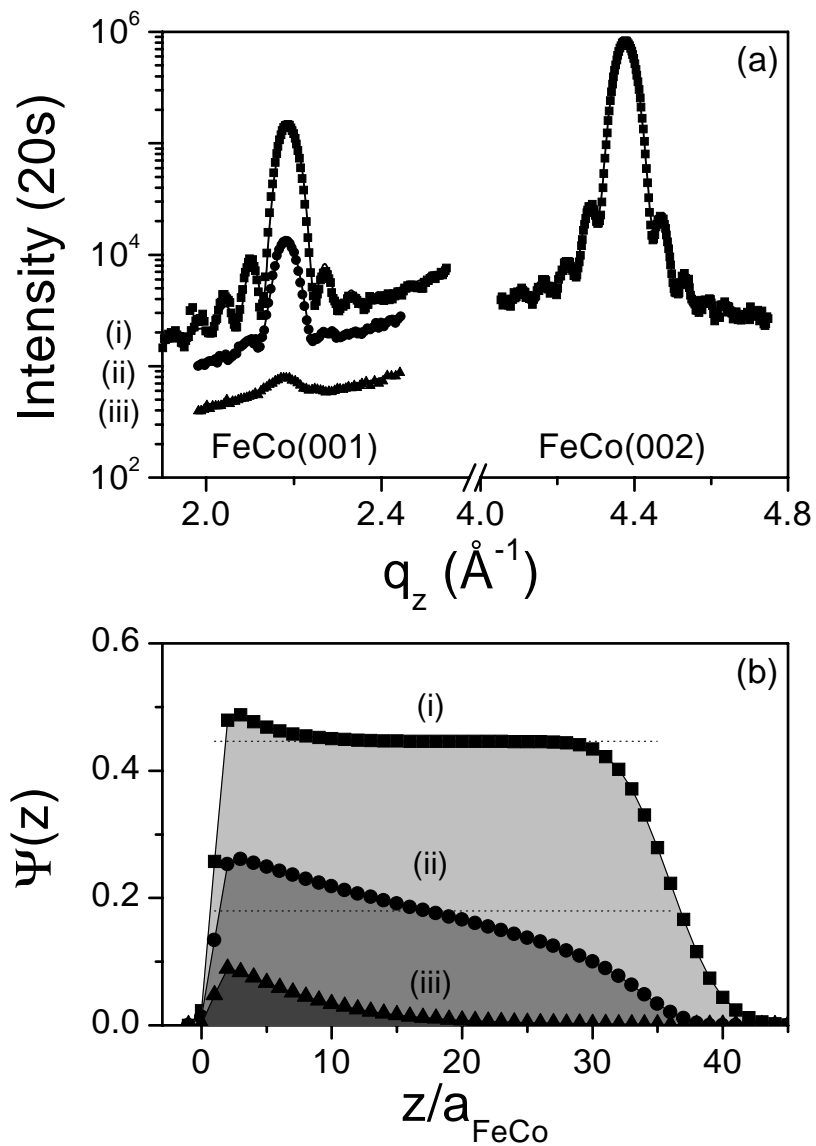 10^6
(a)
Intensity (20s)
10^4
(i)
(ii)
(iii)
10^2
FeCo(001)
FeCo(002)
2.0 2.4 4.0 4.4 4.8
q_z (Å^-1)
0.6
(b)
(i)
0.4
Ψ(z)
(ii)
0.2
(iii)
0.0
0 10 20 30 40
z/a_FeCo